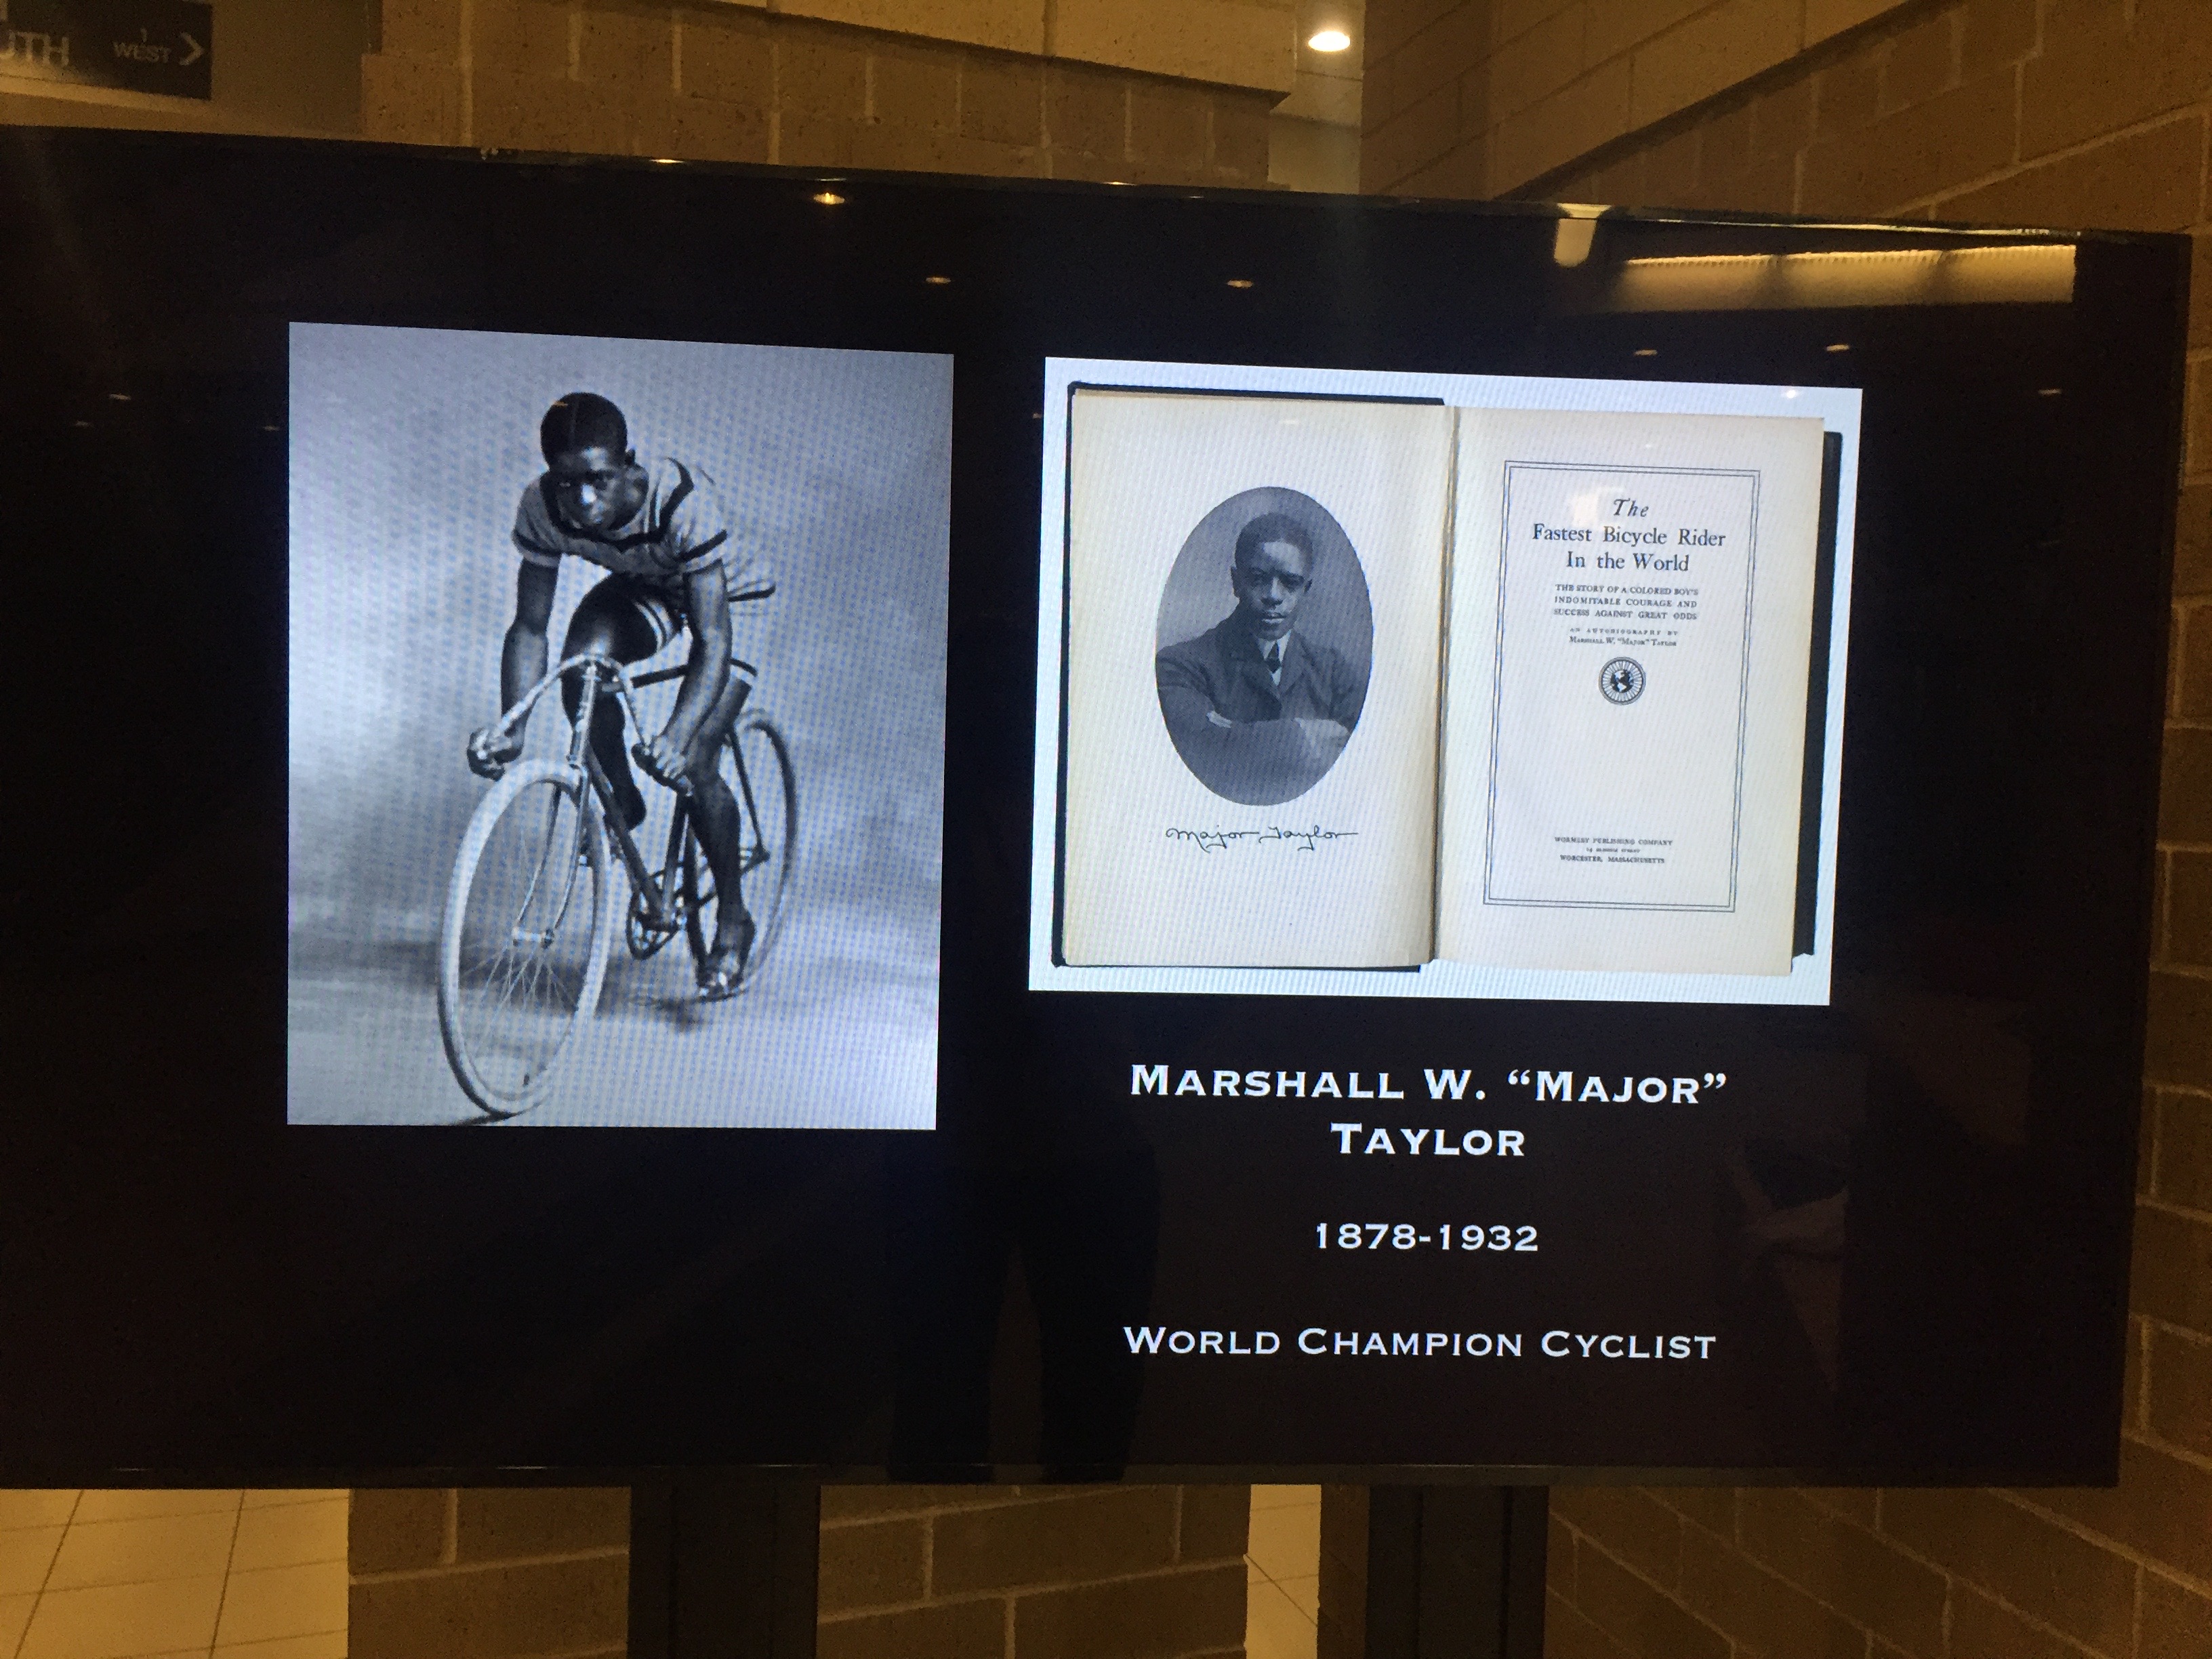 UTH
1
WEST
The
Fastest Bicycle Rider
In the World
THE STORY OF A COLORED BOY'S
INDOMITABLE COURAGE AND
SUCCESS AGAINST GREAT ODDS
AN AUTOBIOGRAPHY BY
MARSHALL W. "MAJOR" TAYLOR
Major Taylor
WORMLEY PUBLISHING COMPANY
STREET
WORCESTER, MASSACHUSETTS
MARSHALL W. “MAJOR”
TAYLOR
1878-1932
WORLD CHAMPION CYCLIST